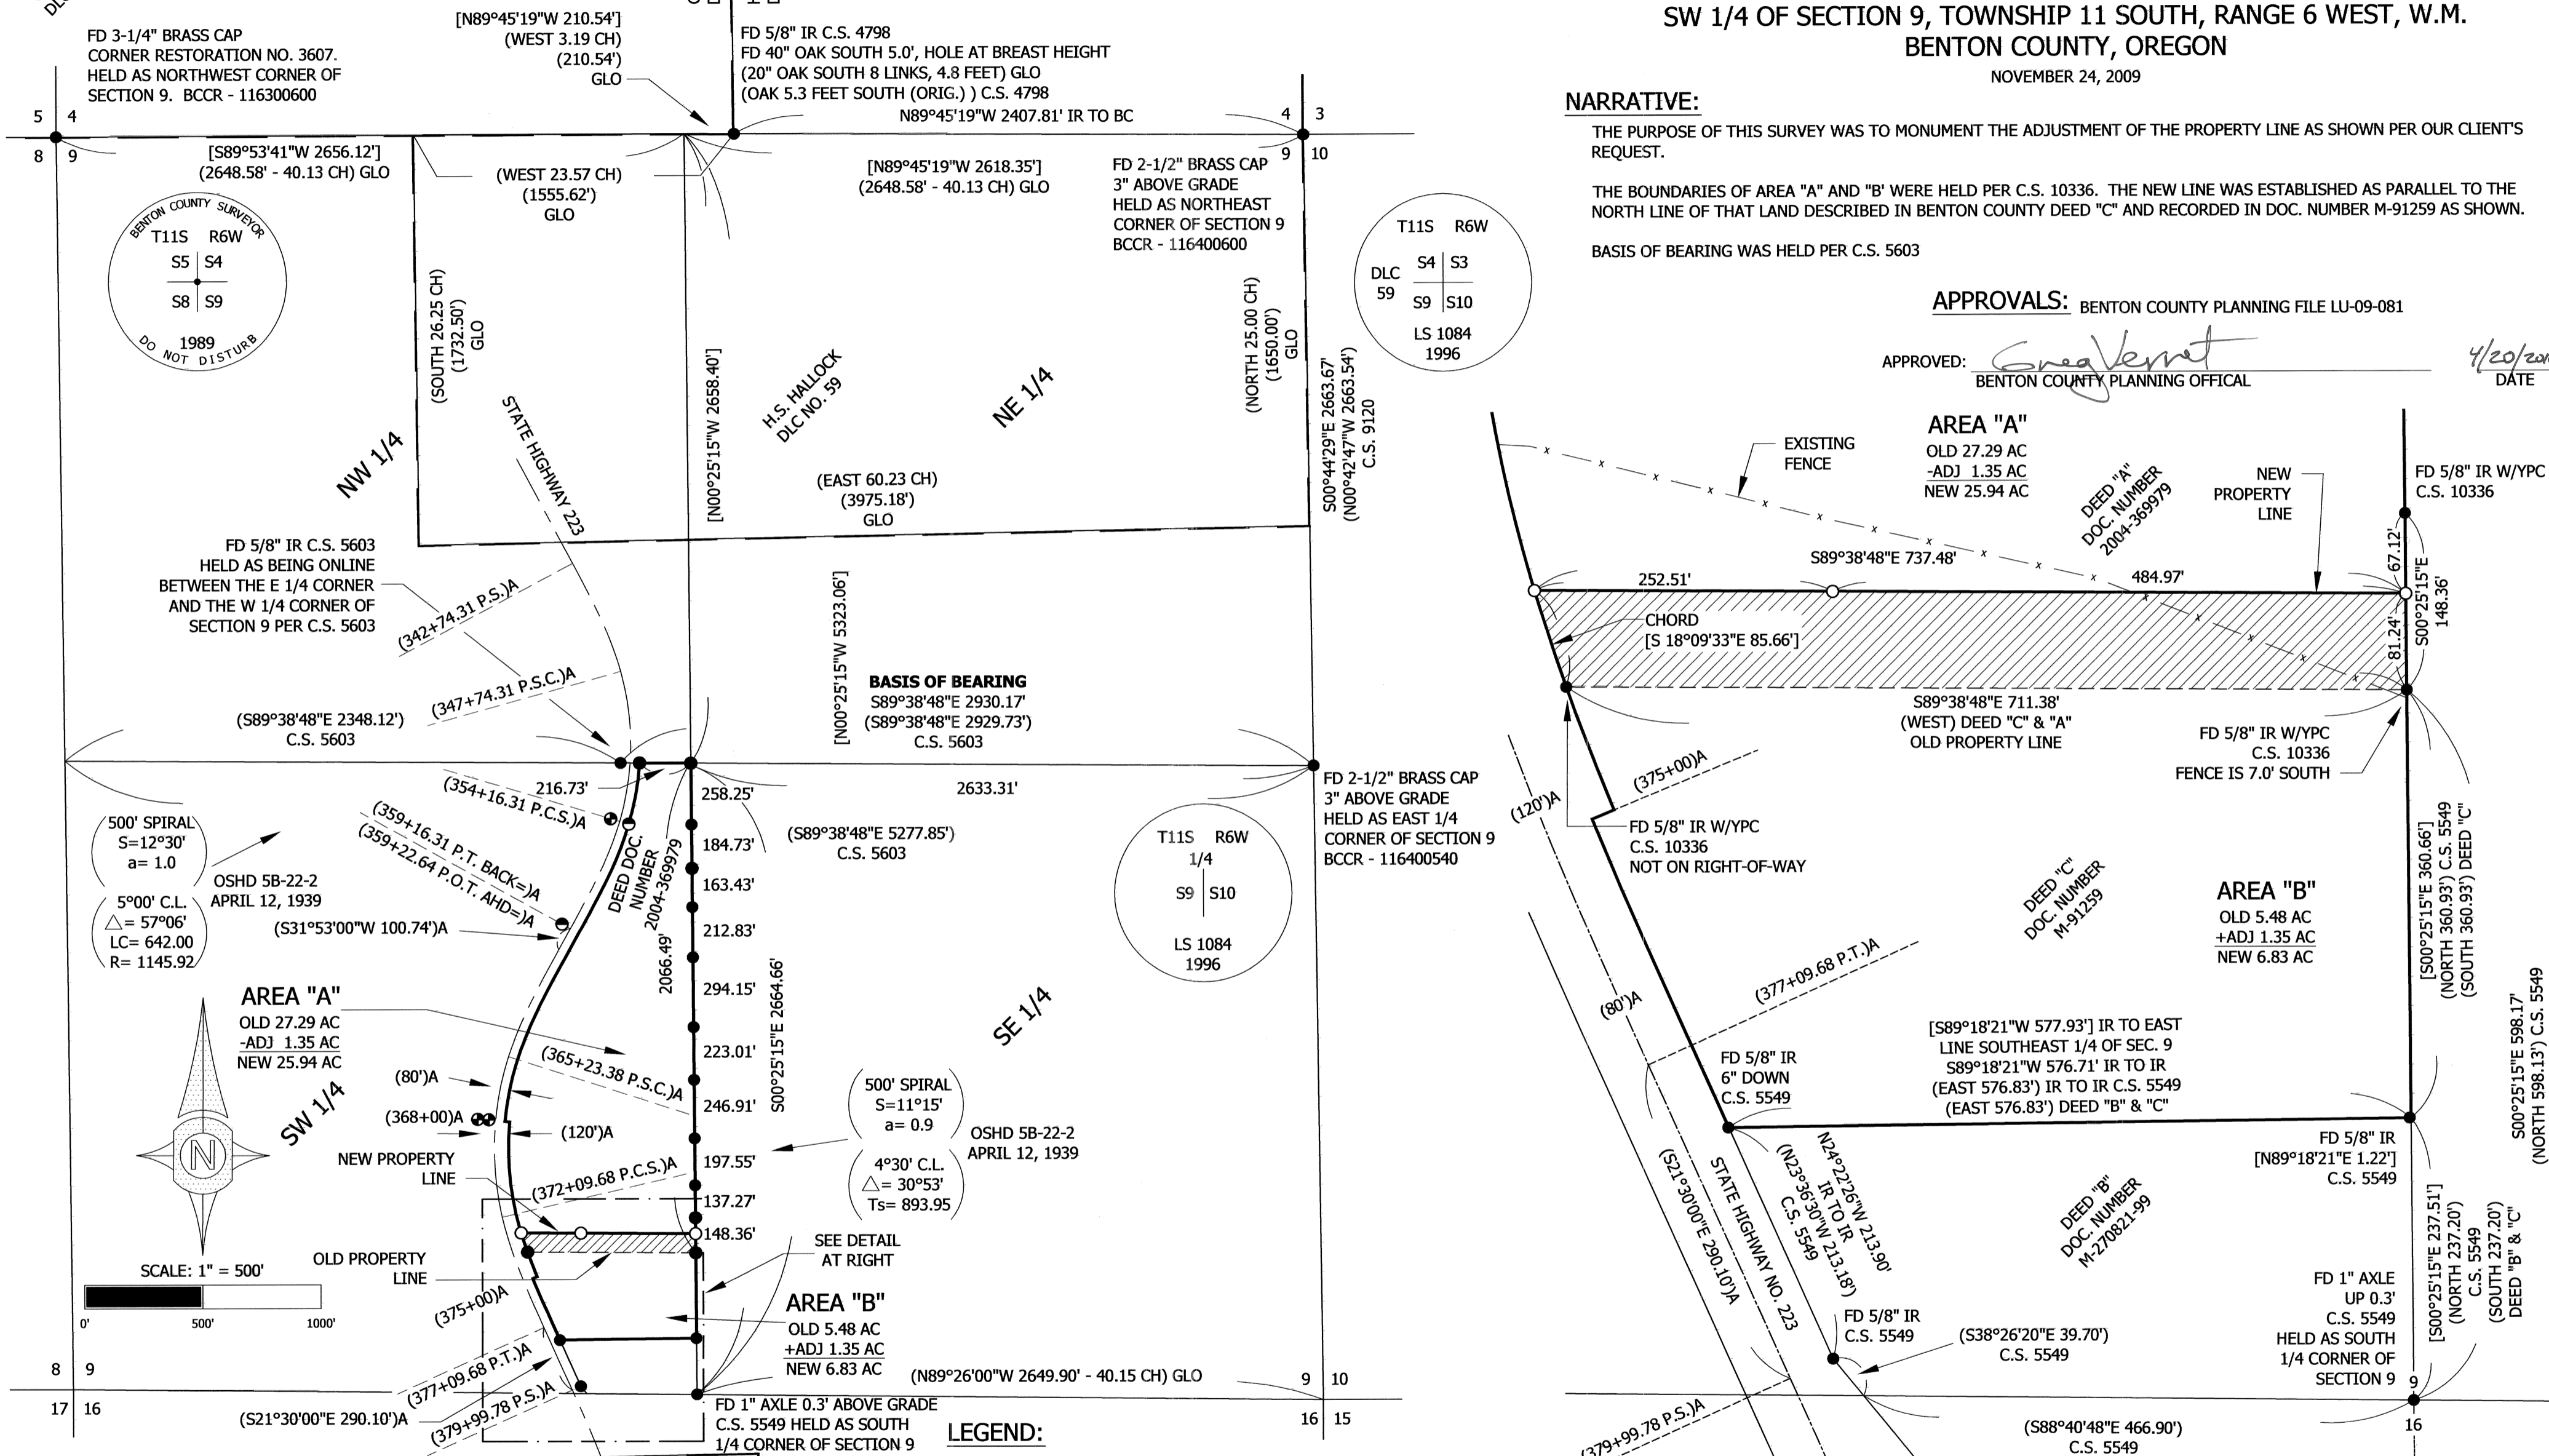 SW 1/4 OF SECTION 9, TOWNSHIP 11 SOUTH, RANGE 6 WEST, W.M.
BENTON COUNTY, OREGON
NOVEMBER 24, 2009
NARRATIVE:
THE PURPOSE OF THIS SURVEY WAS TO MONUMENT THE ADJUSTMENT OF THE PROPERTY LINE AS SHOWN PER OUR CLIENT'S
REQUEST.
THE BOUNDARIES OF AREA "A" AND "B' WERE HELD PER C.S. 10336. THE NEW LINE WAS ESTABLISHED AS PARALLEL TO THE
NORTH LINE OF THAT LAND DESCRIBED IN BENTON COUNTY DEED "C" AND RECORDED IN DOC. NUMBER M-91259 AS SHOWN.
BASIS OF BEARING WAS HELD PER C.S. 5603
APPROVALS: BENTON COUNTY PLANNING FILE LU-09-081
APPROVED: Greg Verret
BENTON COUNTY PLANNING OFFICAL
DATE
FD 3-1/4" BRASS CAP
CORNER RESTORATION NO. 3607.
HELD AS NORTHWEST CORNER OF
SECTION 9. BCCR - 116300600
[N89°45'19"W 210.54']
(WEST 3.19 CH)
(210.54')
GLO
FD 5/8" IR C.S. 4798
FD 40" OAK SOUTH 5.0', HOLE AT BREAST HEIGHT
(20" OAK SOUTH 8 LINKS, 4.8 FEET) GLO
(OAK 5.3 FEET SOUTH (ORIG.) ) C.S. 4798
N89°45'19"W 2407.81' IR TO BC
5 4
8 9
4 3
9 10
[S89°53'41"W 2656.12']
(2648.58' - 40.13 CH) GLO
(WEST 23.57 CH)
(1555.62')
GLO
[N89°45'19"W 2618.35']
(2648.58' - 40.13 CH) GLO
FD 2-1/2" BRASS CAP
3" ABOVE GRADE
HELD AS NORTHEAST
CORNER OF SECTION 9
BCCR - 116400600
BENTON COUNTY SURVEYOR
T11S R6W
S5 S4
S8 S9
1989
DO NOT DISTURB
T11S R6W
S4 S3
DLC
59
S9 S10
LS 1084
1996
(SOUTH 26.25 CH)
(1732.50')
GLO
STATE HIGHWAY 223
[N00°25'15"W 2658.40']
H.S. HALLOCK
DLC NO. 59
NE 1/4
NW 1/4
(NORTH 25.00 CH)
(1650.00')
GLO
S00°44'29"E 2663.67'
(N00°42'47"W 2663.54')
C.S. 9120
(EAST 60.23 CH)
(3975.18')
GLO
FD 5/8" IR C.S. 5603
HELD AS BEING ONLINE
BETWEEN THE E 1/4 CORNER
AND THE W 1/4 CORNER OF
SECTION 9 PER C.S. 5603
(342+74.31 P.S.)A
(347+74.31 P.S.C.)A
[N00°25'15"W 5323.06']
BASIS OF BEARING
S89°38'48"E 2930.17'
(S89°38'48"E 2929.73')
C.S. 5603
(S89°38'48"E 2348.12')
C.S. 5603
216.73'
2633.31'
(354+16.31 P.C.S.)A
(359+16.31 P.T. BACK=)A
(359+22.64 P.O.T. AHD=)A
500' SPIRAL
S=12°30'
a= 1.0
5°00' C.L.
△= 57°06'
LC= 642.00
R= 1145.92
OSHD 5B-22-2
APRIL 12, 1939
(S31°53'00"W 100.74')A
DEED DOC.
NUMBER
2004-369979
2066.49'
258.25'
184.73'
163.43'
212.83'
294.15'
223.01'
246.91'
197.55'
137.27'
148.36'
S00°25'15"E 2664.66'
(S89°38'48"E 5277.85')
C.S. 5603
T11S R6W
1/4
S9 S10
LS 1084
1996
FD 2-1/2" BRASS CAP
3" ABOVE GRADE
HELD AS EAST 1/4
CORNER OF SECTION 9
BCCR - 116400540
AREA "A"
OLD 27.29 AC
-ADJ 1.35 AC
NEW 25.94 AC
SW 1/4
SE 1/4
(80')A
(368+00)A
(120')A
(365+23.38 P.S.C.)A
500' SPIRAL
S=11°15'
a= 0.9
4°30' C.L.
△= 30°53'
Ts= 893.95
OSHD 5B-22-2
APRIL 12, 1939
NEW PROPERTY
LINE
(372+09.68 P.C.S.)A
N
SCALE: 1" = 500'
0' 500' 1000'
OLD PROPERTY
LINE
SEE DETAIL
AT RIGHT
(375+00)A
AREA "B"
OLD 5.48 AC
+ADJ 1.35 AC
NEW 6.83 AC
(377+09.68 P.T.)A
(379+99.78 P.S.)A
(S21°30'00"E 290.10')A
8 9
17 16
(N89°26'00"W 2649.90' - 40.15 CH) GLO
9 10
16 15
FD 1" AXLE 0.3' ABOVE GRADE
C.S. 5549 HELD AS SOUTH
1/4 CORNER OF SECTION 9
LEGEND:
EXISTING
FENCE
AREA "A"
OLD 27.29 AC
-ADJ 1.35 AC
NEW 25.94 AC
DEED "A"
DOC. NUMBER
2004-369979
NEW
PROPERTY
LINE
FD 5/8" IR W/YPC
C.S. 10336
S89°38'48"E 737.48'
252.51'
484.97'
67.12'
81.24'
S00°25'15"E
148.36'
CHORD
[S 18°09'33"E 85.66']
S89°38'48"E 711.38'
(WEST) DEED "C" & "A"
OLD PROPERTY LINE
FD 5/8" IR W/YPC
C.S. 10336
FENCE IS 7.0' SOUTH
(375+00)A
(120')A
FD 5/8" IR W/YPC
C.S. 10336
NOT ON RIGHT-OF-WAY
DEED "C"
DOC. NUMBER
M-91259
AREA "B"
OLD 5.48 AC
+ADJ 1.35 AC
NEW 6.83 AC
[S00°25'15"E 360.66']
(NORTH 360.93') C.S. 5549
(SOUTH 360.93') DEED "C"
(377+09.68 P.T.)A
(80')A
[S89°18'21"W 577.93'] IR TO EAST
LINE SOUTHEAST 1/4 OF SEC. 9
S89°18'21"W 576.71' IR TO IR
(EAST 576.83') IR TO IR C.S. 5549
(EAST 576.83') DEED "B" & "C"
FD 5/8" IR
6" DOWN
C.S. 5549
S00°25'15"E 598.17'
(NORTH 598.13') C.S. 5549
FD 5/8" IR
[N89°18'21"E 1.22']
C.S. 5549
N24°22'26"W 213.90'
IR TO IR
(N23°36'30"W 213.18')
C.S. 5549
STATE HIGHWAY NO. 223
(S21°30'00"E 290.10')A
DEED "B"
DOC. NUMBER
M-270821-99
[S00°25'15"E 237.51']
(NORTH 237.20')
C.S. 5549
(SOUTH 237.20')
DEED "B" & "C"
FD 5/8" IR
C.S. 5549
(S38°26'20"E 39.70')
C.S. 5549
FD 1" AXLE
UP 0.3'
C.S. 5549
HELD AS SOUTH
1/4 CORNER OF
SECTION 9
9
16
(379+99.78 P.S.)A
(S88°40'48"E 466.90')
C.S. 5549